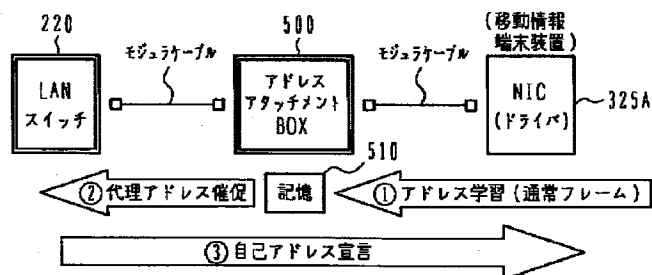 220
500
(移動情報
端末装置)
モジュラケーブル
モジュラケーブル
LAN
スイッチ
アドレス
アタッチメント
BOX
NIC
(ドライバ)
325A
510
②代理アドレス催促
記憶
①アドレス学習(通常フレーム)
③自己アドレス宣言